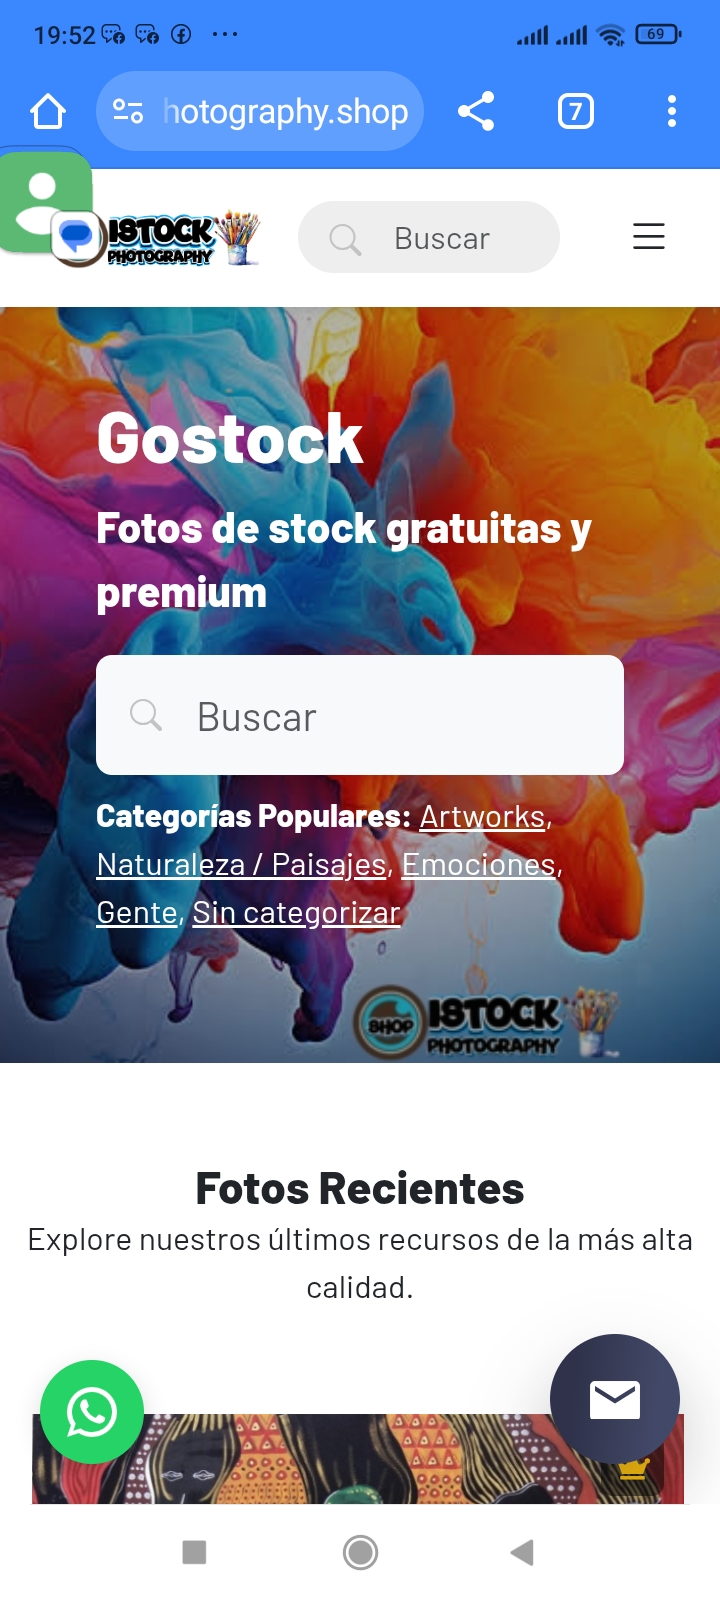 19:52
69
hotography.shop
7
ISTOCK
PHOTOGRAPHY
Buscar
Gostock
Fotos de stock gratuitas y
premium
Buscar
Categorías Populares: Artworks,
Naturaleza / Paisajes, Emociones,
Gente, Sin categorizar
SHOP
ISTOCK
PHOTOGRAPHY
Fotos Recientes
Explore nuestros últimos recursos de la más alta
calidad.